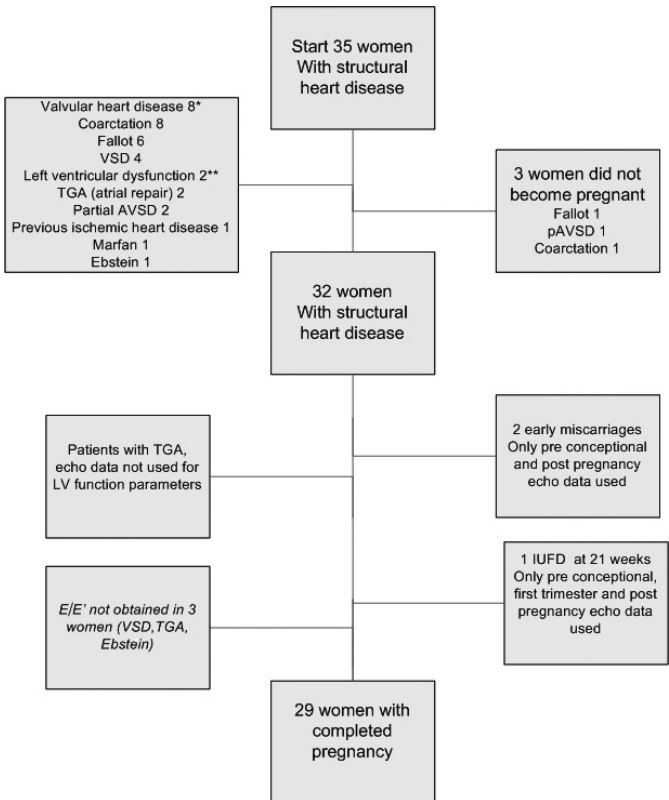 Start 35 women
With structural
heart disease
Valvular heart disease 8*
Coarctation 8
Fallot 6
VSD 4
Left ventricular dysfunction 2**
TGA (atrial repair) 2
Partial AVSD 2
Previous ischemic heart disease 1
Marfan 1
Ebstein 1
3 women did not
become pregnant
Fallot 1
pAVSD 1
Coarctation 1
32 women
With structural
heart disease
Patients with TGA,
echo data not used for
LV function parameters
2 early miscarriages
Only pre conceptional
and post pregnancy
echo data used
1 IUFD at 21 weeks
Only pre conceptional,
first trimester and post
pregnancy echo data
used
E/E' not obtained in 3
women (VSD,TGA,
Ebstein)
29 women with
completed
pregnancy